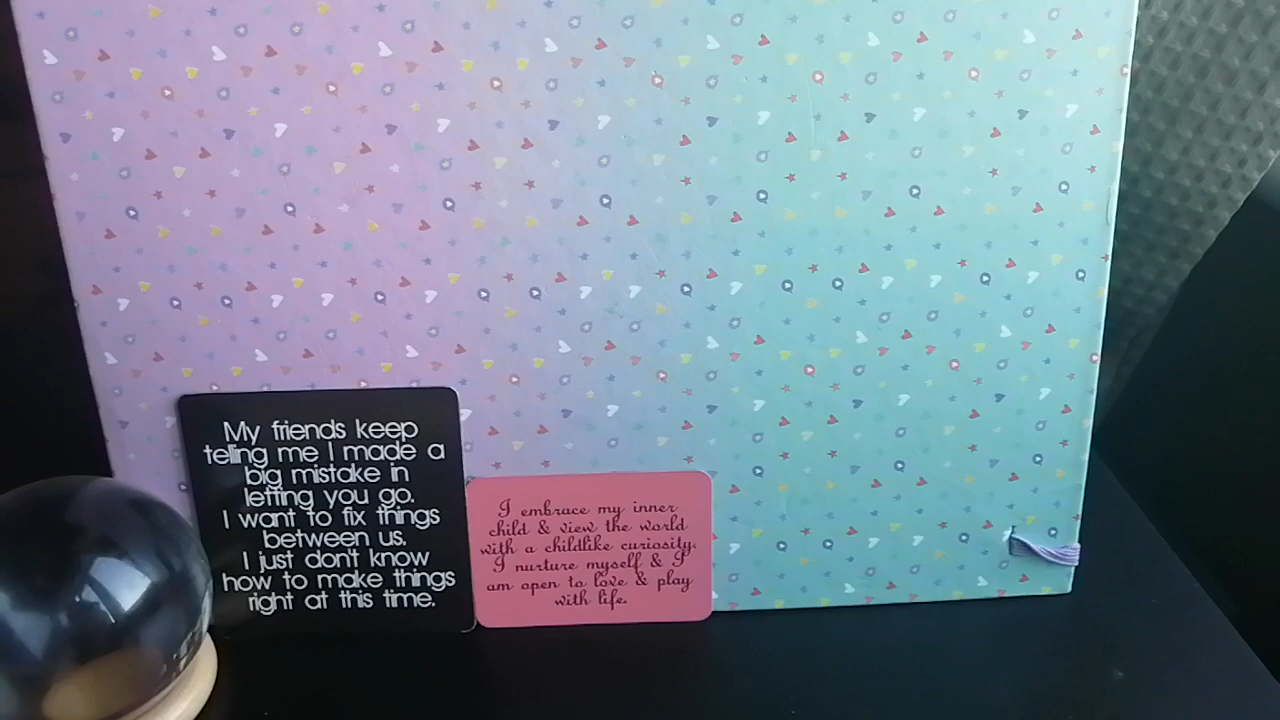 My friends keep
telling me I made a
big mistake in
letting you go.
I want to fix things
between us.
I just don't know
how to make things
right at this time.
I embrace my inner
child & view the world
with a childlike curiosity.
I nurture myself & I
am open to love & play
with life.